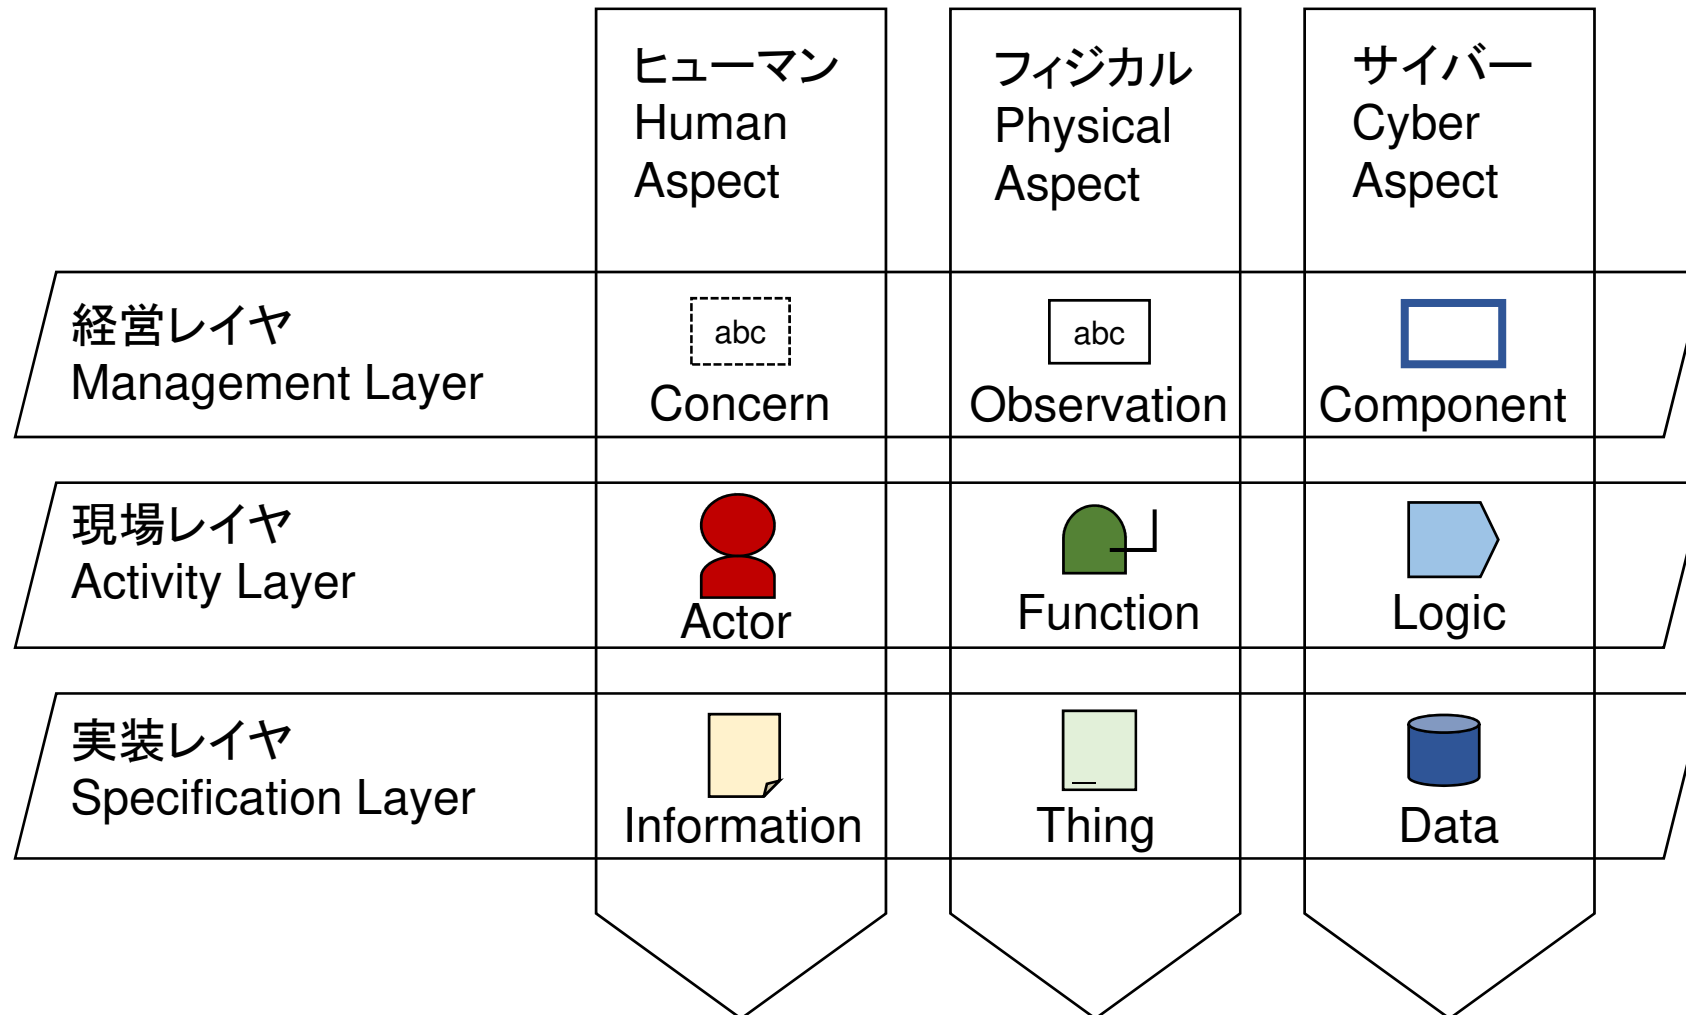 ヒューマン
Human
Aspect
フィジカル
Physical
Aspect
サイバー
Cyber
Aspect
経営レイヤ
Management Layer
abc
Concern
abc
Observation
Component
現場レイヤ
Activity Layer
Actor
Function
Logic
実装レイヤ
Specification Layer
Information
Thing
Data